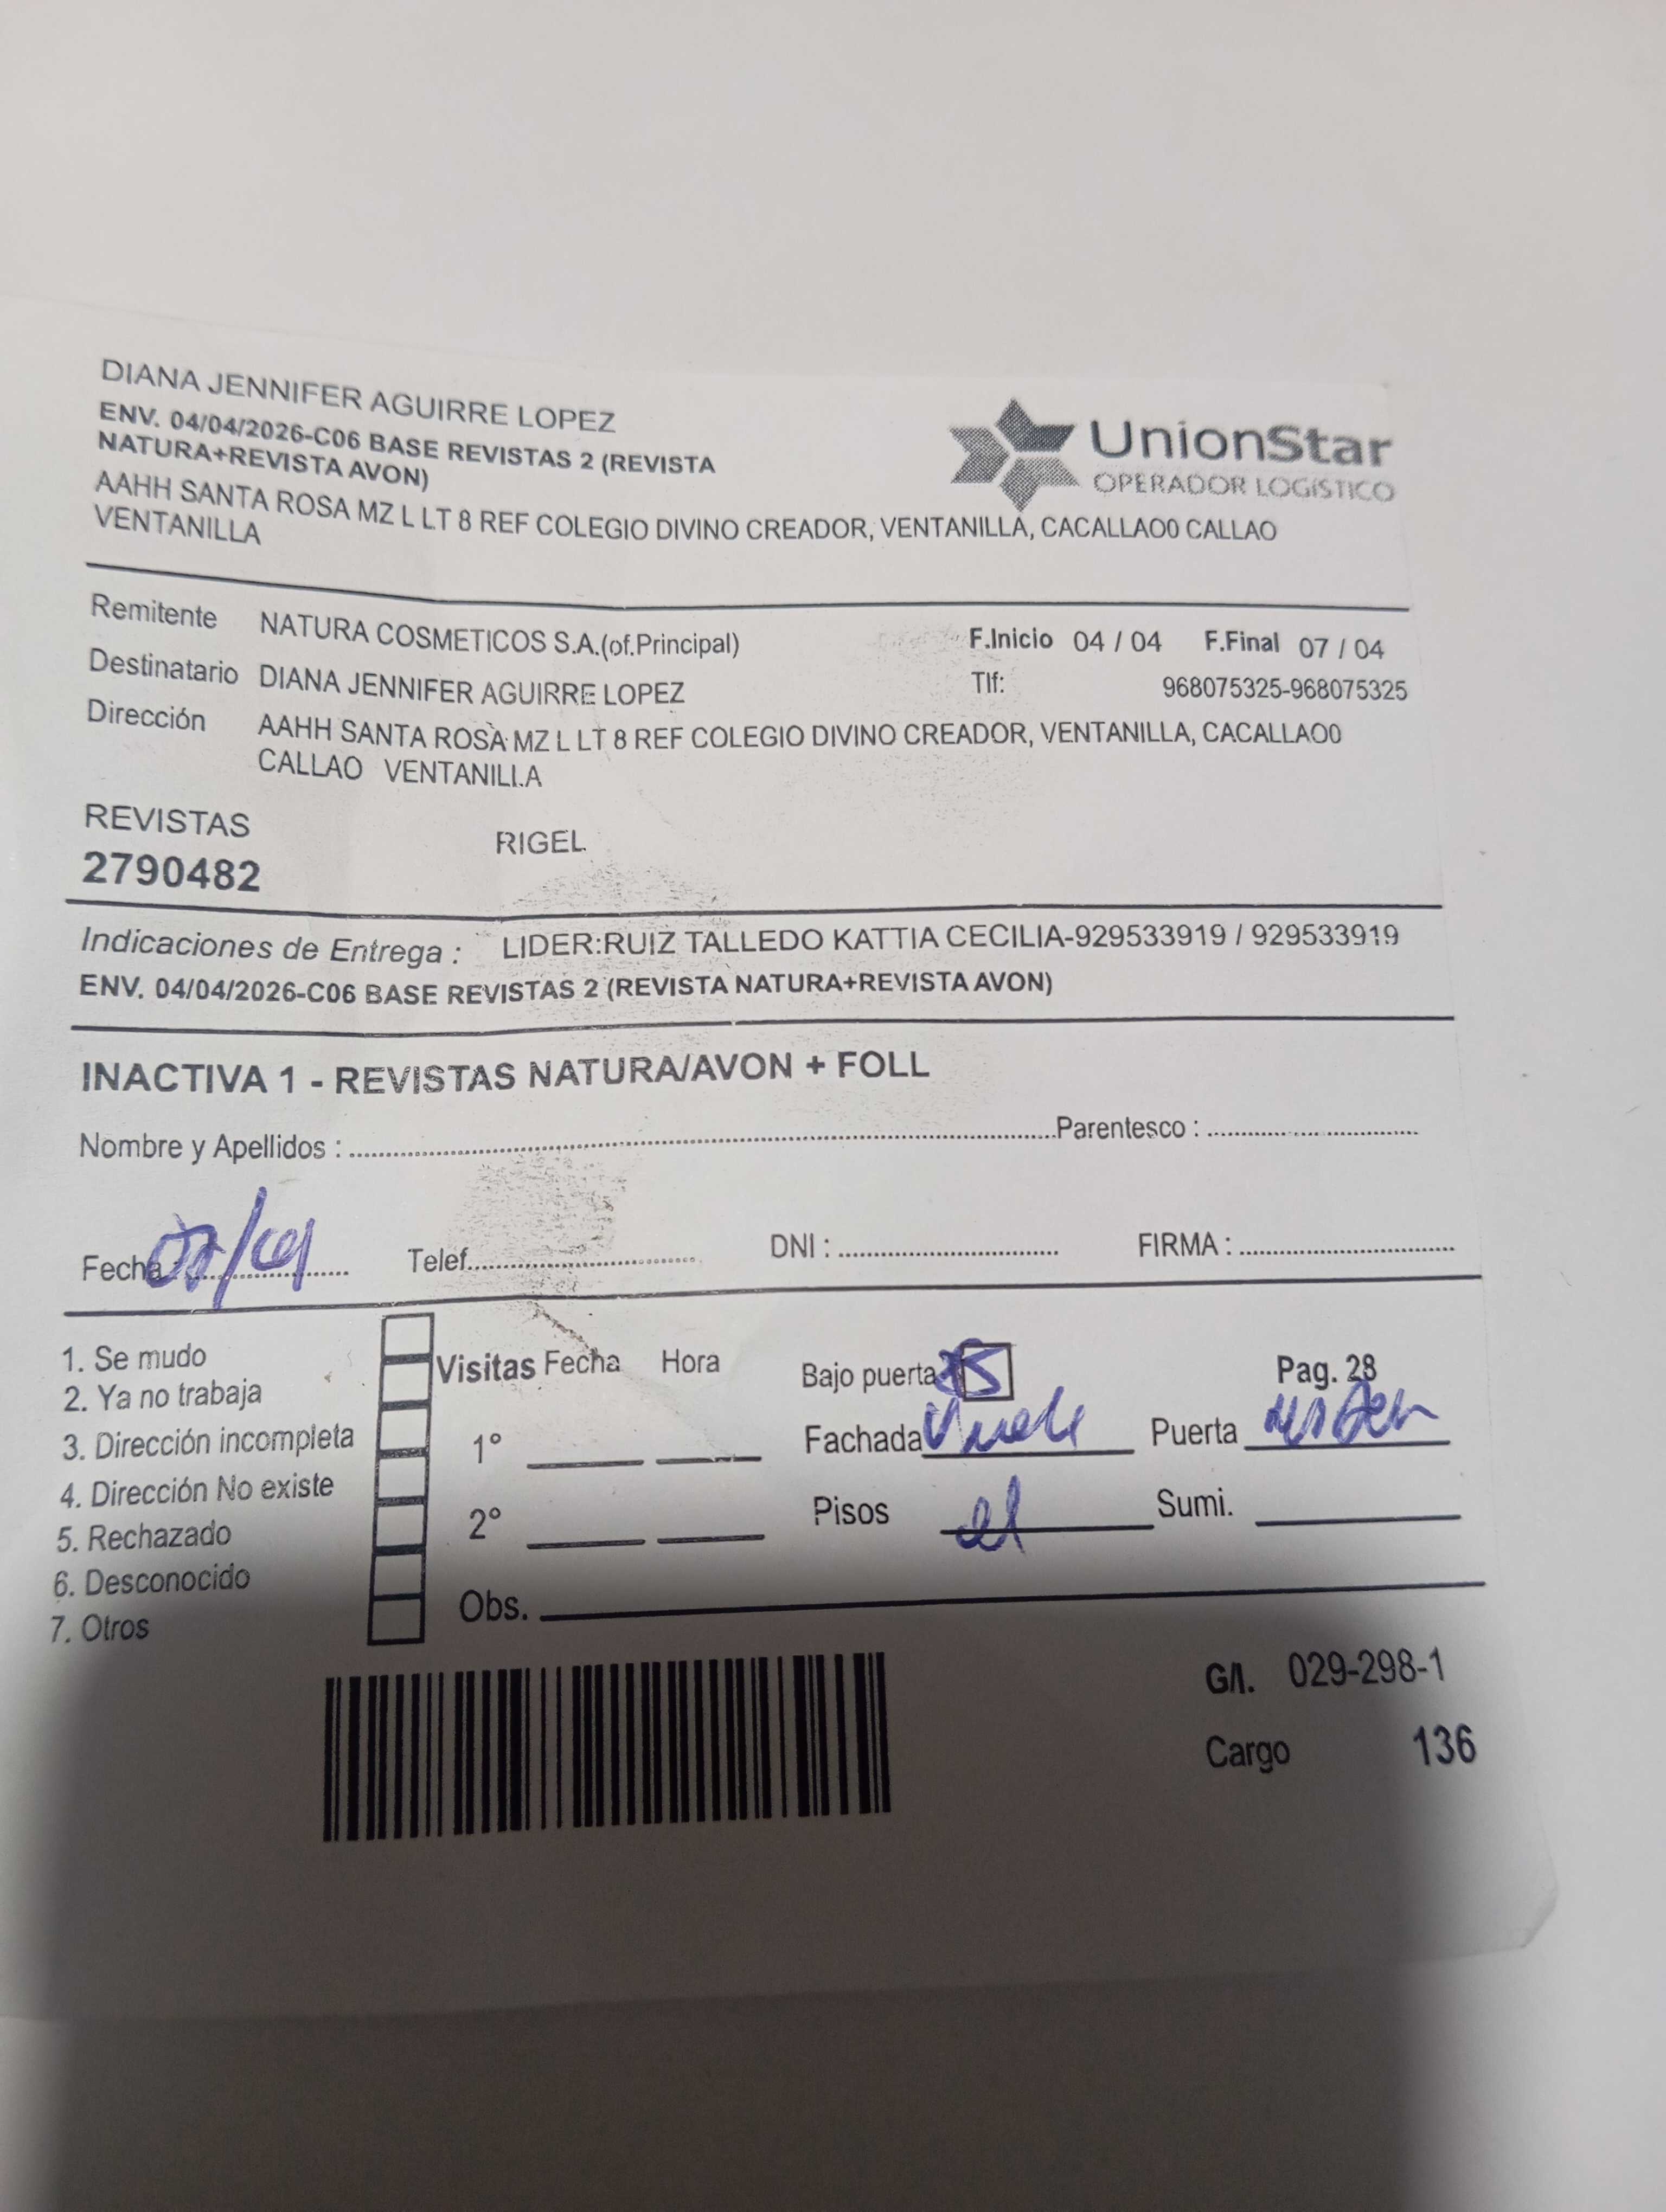 DIANA JENNIFER AGUIRRE LOPEZ
ENV. 04/04/2026-C06 BASE REVISTAS 2 (REVISTA
NATURA+REVISTA AVON)
AAHH SANTA ROSA MZ L LT 8 REF COLEGIO DIVINO CREADOR, VENTANILLA, CACALLAO0 CALLAO
VENTANILLA
UnionStar
OPERADOR LOGÍSTICO
Remitente NATURA COSMETICOS S.A.(of.Principal) F.Inicio 04 / 04 F.Final 07 / 04
Destinatario DIANA JENNIFER AGUIRRE LOPEZ Tlf: 968075325-968075325
Dirección AAHH SANTA ROSA MZ L LT 8 REF COLEGIO DIVINO CREADOR, VENTANILLA, CACALLAO0
CALLAO VENTANILLA
REVISTAS RIGEL
2790482
Indicaciones de Entrega : LIDER:RUIZ TALLEDO KATTIA CECILIA-929533919 / 929533919
ENV. 04/04/2026-C06 BASE REVISTAS 2 (REVISTA NATURA+REVISTA AVON)
INACTIVA 1 - REVISTAS NATURA/AVON + FOLL
Nombre y Apellidos : Parentesco :
Fecha : Telef. DNI : FIRMA :
1. Se mudo
2. Ya no trabaja
3. Dirección incompleta
4. Dirección No existe
5. Rechazado
6. Desconocido
7. Otros
Visitas Fecha Hora
1°
2°
Obs.
Bajo puerta Pag. 28
Fachada Puerta
Pisos Sumi.
G/I. 029-298-1
Cargo 136